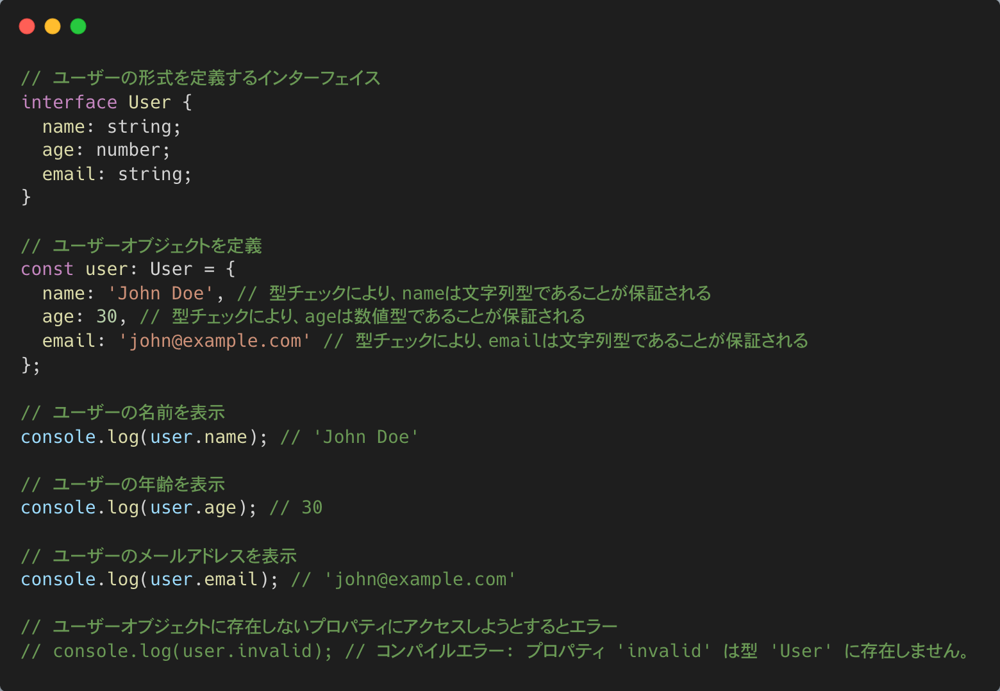 // ユーザーの形式を定義するインターフェイス
interface User {
  name: string;
  age: number;
  email: string;
}

// ユーザーオブジェクトを定義
const user: User = {
  name: 'John Doe', // 型チェックにより、nameは文字列型であることが保証される
  age: 30, // 型チェックにより、ageは数値型であることが保証される
  email: 'john@example.com' // 型チェックにより、emailは文字列型であることが保証される
};

// ユーザーの名前を表示
console.log(user.name); // 'John Doe'

// ユーザーの年齢を表示
console.log(user.age); // 30

// ユーザーのメールアドレスを表示
console.log(user.email); // 'john@example.com'

// ユーザーオブジェクトに存在しないプロパティにアクセスしようとするとエラー
// console.log(user.invalid); // コンパイルエラー: プロパティ 'invalid' は型 'User' に存在しません。